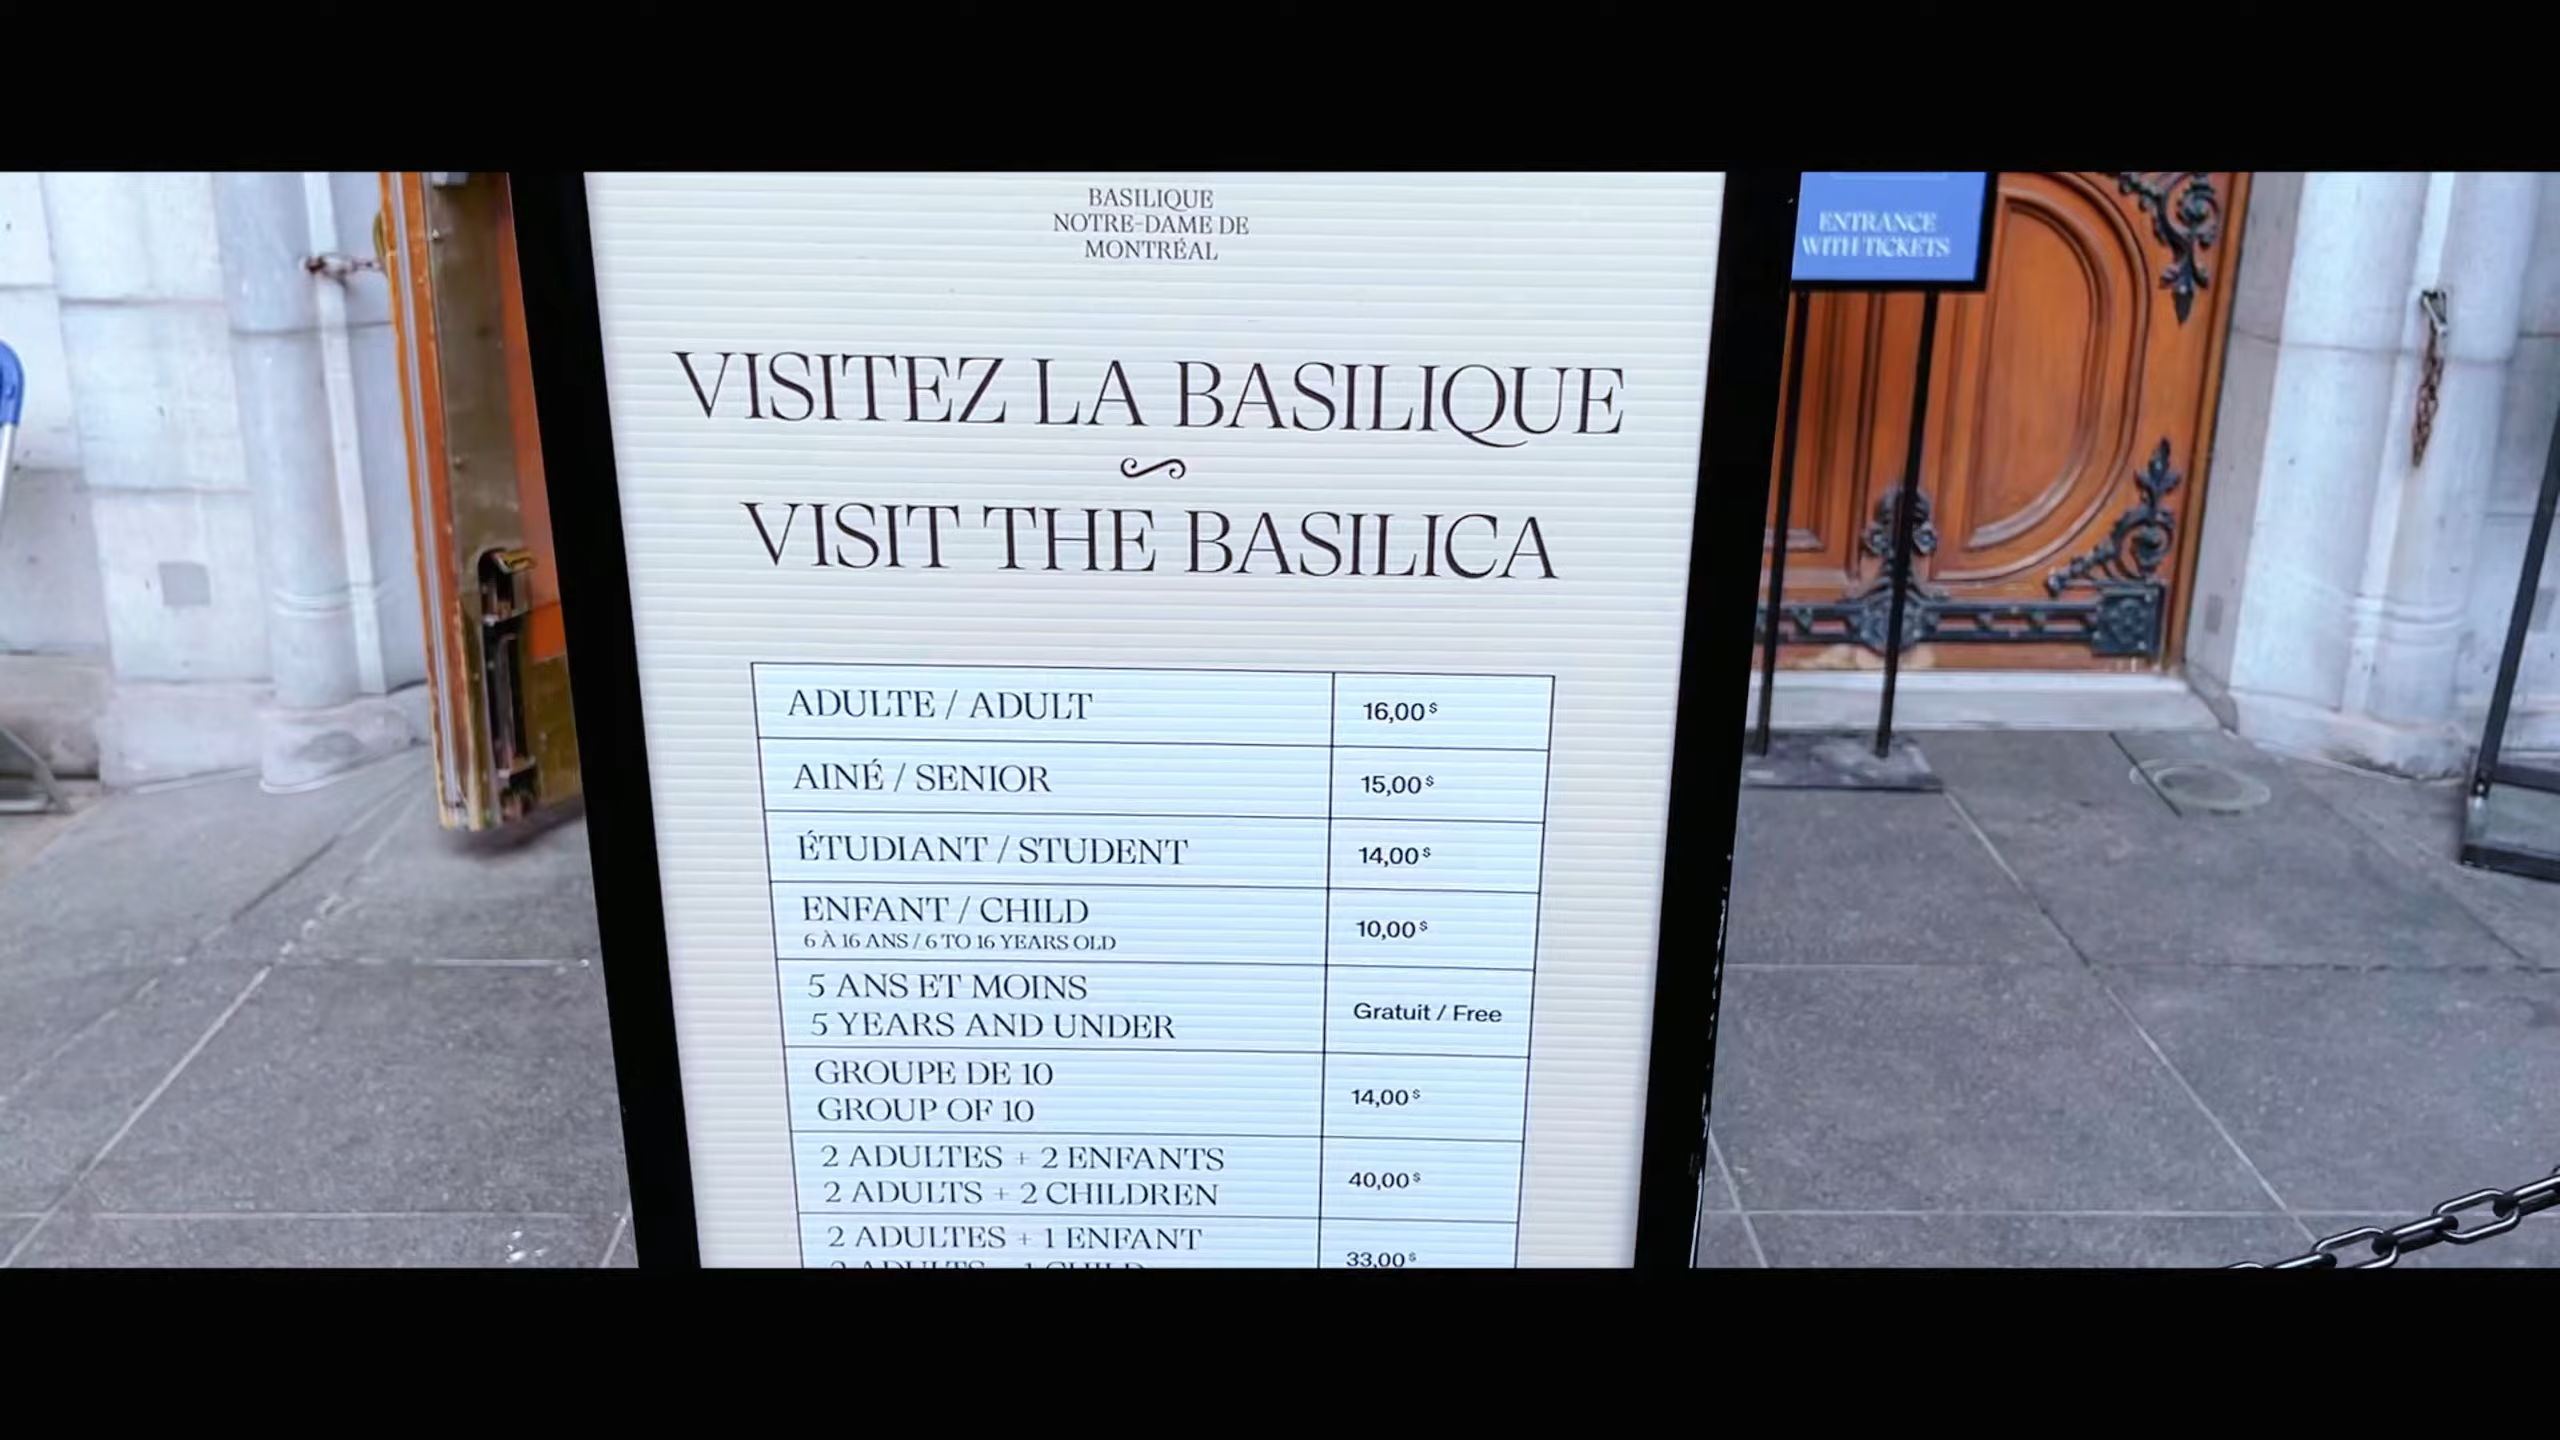 BASILIQUE
NOTRE-DAME DE
MONTRÉAL
ENTRANCE
WITH TICKETS
VISITEZ LA BASILIQUE
VISIT THE BASILICA
ADULTE / ADULT 16,00 $
AINÉ / SENIOR 15,00 $
ÉTUDIANT / STUDENT 14,00 $
ENFANT / CHILD 10,00 $
6 À 16 ANS / 6 TO 16 YEARS OLD
5 ANS ET MOINS
5 YEARS AND UNDER
Gratuit / Free
GROUPE DE 10
GROUP OF 10
14,00 $
2 ADULTES + 2 ENFANTS
2 ADULTS + 2 CHILDREN
40,00 $
2 ADULTES + 1 ENFANT
2 ADULTS + 1 CHILD
33,00 $